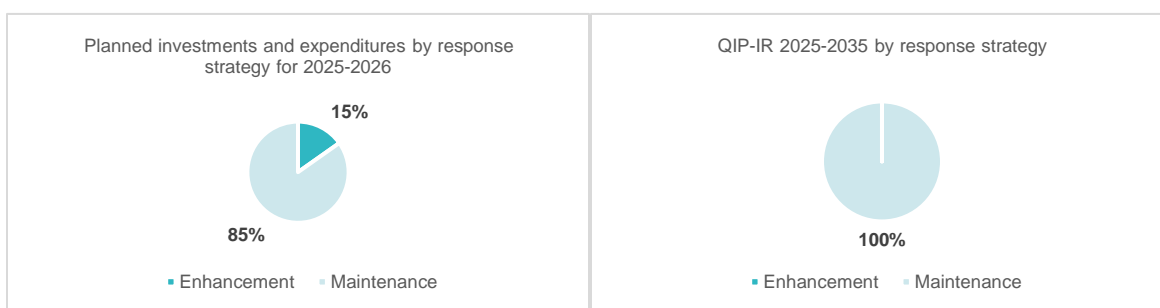 Planned investments and expenditures by response
strategy for 2025-2026
15%
85%
Enhancement Maintenance
QIP-IR 2025-2035 by response strategy
100%
Enhancement Maintenance